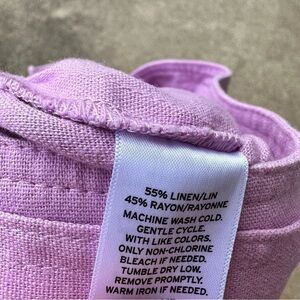 55% LINEN/LIN
45% RAYON/RAYONNE
MACHINE WASH COLD.
GENTLE CYCLE.
WITH LIKE COLORS.
ONLY NON-CHLORINE
BLEACH IF NEEDED.
TUMBLE DRY LOW.
REMOVE PROMPTLY.
WARM IRON IF NEEDED.